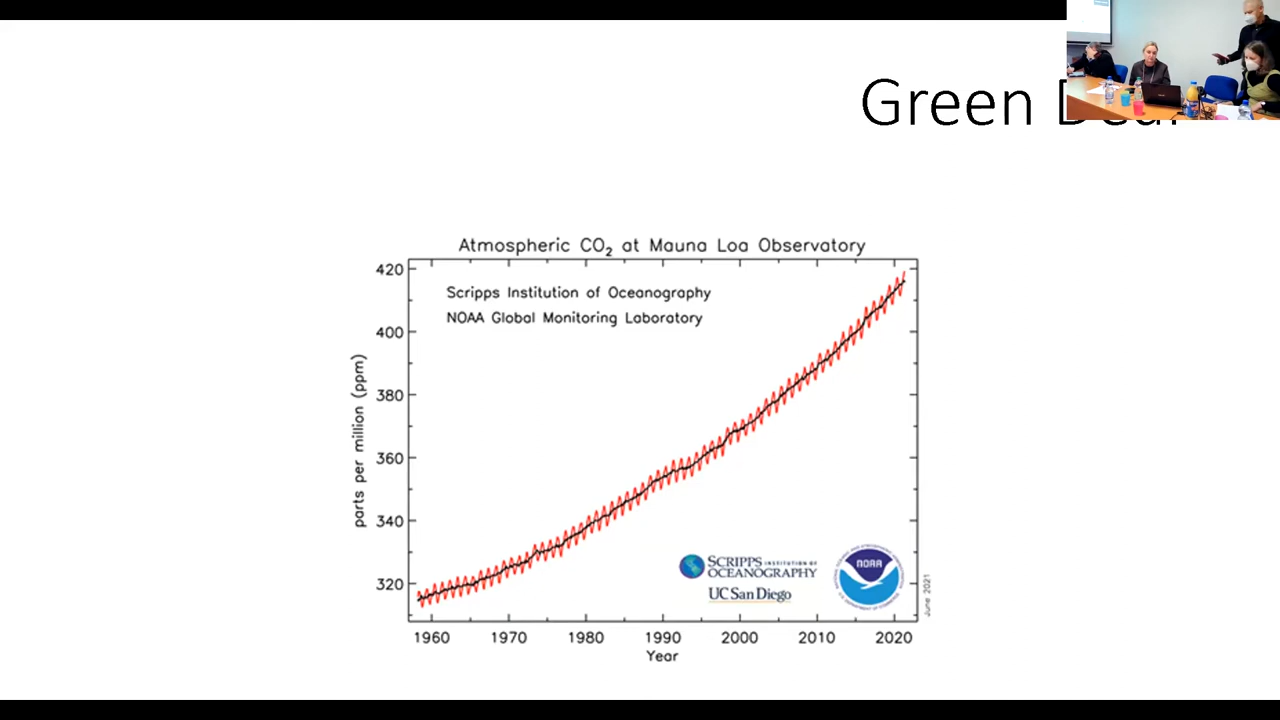 Green Deal
Atmospheric CO₂ at Mauna Loa Observatory
Scripps Institution of Oceanography
NOAA Global Monitoring Laboratory
parts per million (ppm)
420
400
380
360
340
320
SCRIPPS INSTITUTION OF
OCEANOGRAPHY
UC San Diego
NOAA
June 2021
1960 1970 1980 1990 2000 2010 2020
Year